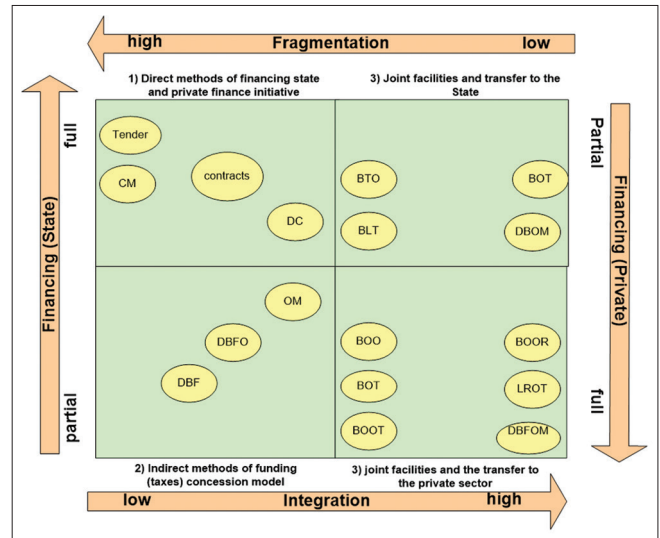 high Fragmentation low
1) Direct methods of financing state
and private finance initiative
3) Joint facilities and transfer to the
State
Financing (State)
full
partial
Partial
full
Financing (Private)
Tender
CM
contracts
DC
BTO
BOT
BLT
DBOM
OM
DBFO
DBF
BOO
BOOR
BOT
LROT
BOOT
DBFOM
2) Indirect methods of funding
(taxes) concession model
3) joint facilities and the transfer to
the private sector
low Integration high